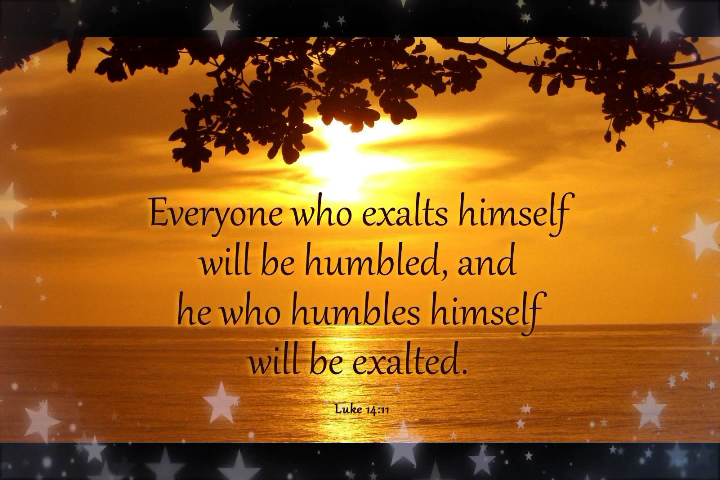 Everyone who exalts himself
will be humbled, and
he who humbles himself
will be exalted.
Luke 14:11